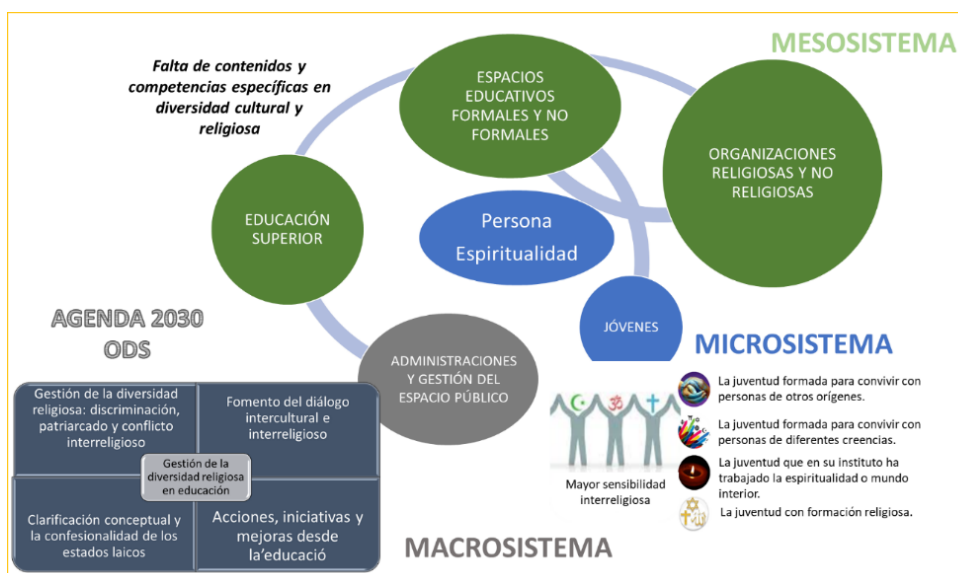 MESOSISTEMA
Falta de contenidos y
competencias específicas en
diversidad cultural y
religiosa
ESPACIOS
EDUCATIVOS
FORMALES Y NO
FORMALES
ORGANIZACIONES
RELIGIOSAS Y NO
RELIGIOSAS
EDUCACIÓN
SUPERIOR
Persona
Espiritualidad
AGENDA 2030
ODS
JÓVENES
MICROSISTEMA
ADMINISTRACIONES
Y GESTIÓN DEL
ESPACIO PÚBLICO
Gestión de la diversidad
religiosa: discriminación,
patriarcado y conflicto
interreligioso
Fomento del diálogo
intercultural e
interreligioso
Gestión de la
diversidad religiosa
en educación
Clarificación conceptual y
la confesionalidad de los
estados laicos
Acciones, iniciativas y
mejoras desde
la'educació
Mayor sensibilidad
interreligiosa
La juventud formada para convivir con
personas de otros orígenes.
La juventud formada para convivir con
personas de diferentes creencias.
La juventud que en su instituto ha
trabajado la espiritualidad o mundo
interior.
La juventud con formación religiosa.
MACROSISTEMA